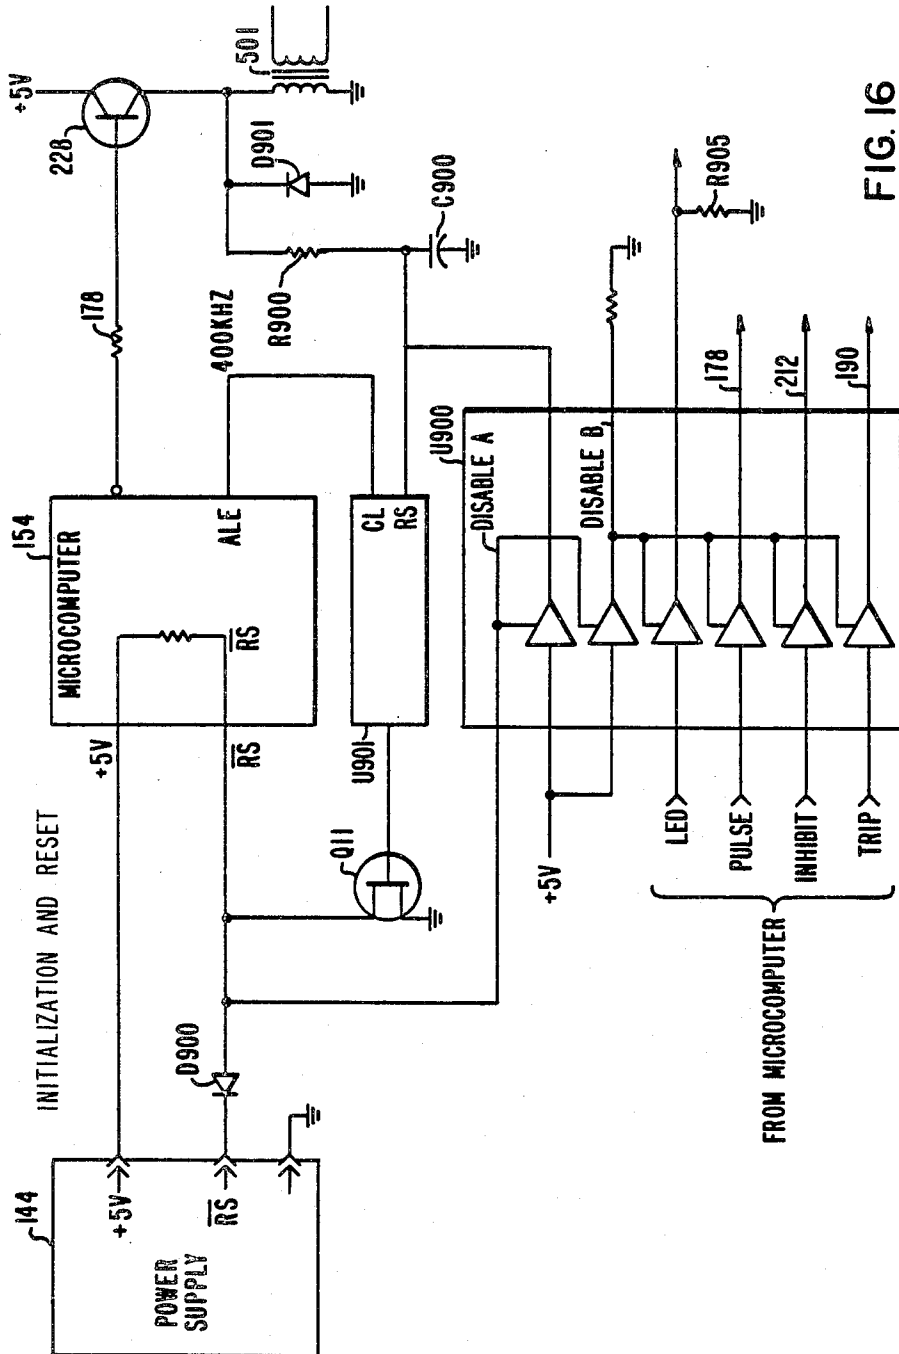 INITIALIZATION AND RESET
144
+5V
RS
POWER
SUPPLY
D900
+5V
RS
154
MICROCOMPUTER
RS
ALE
400KHZ
178
228
+5V
501
D901
R900
C900
Q11
U901
CL
RS
U900
DISABLE A
DISABLE B
+5V
LED
PULSE
INHIBIT
TRIP
FROM MICROCOMPUTER
R905
178
212
190
FIG. 16